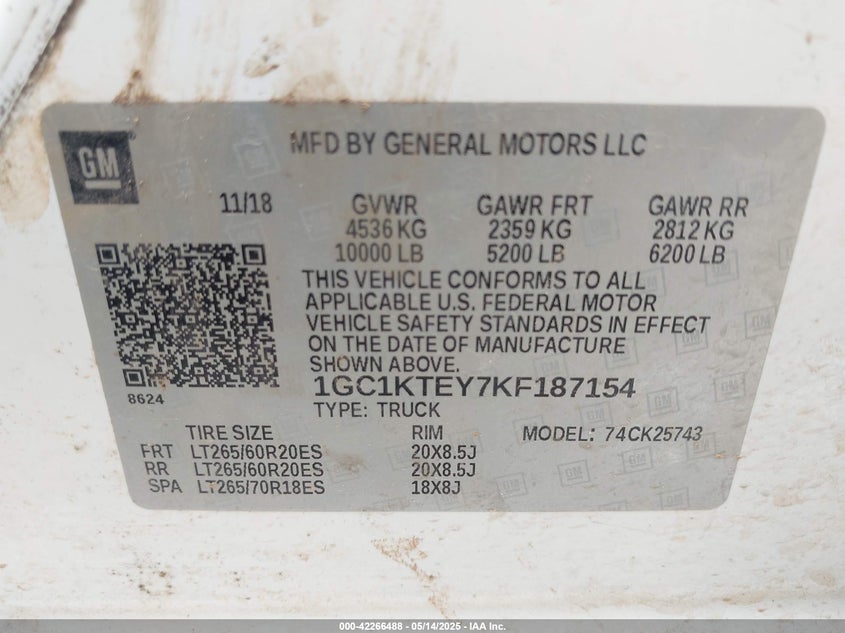 GM
MFD BY GENERAL MOTORS LLC
11/18 GVWR GAWR FRT GAWR RR
4536 KG 2359 KG 2812 KG
10000 LB 5200 LB 6200 LB
THIS VEHICLE CONFORMS TO ALL
APPLICABLE U.S. FEDERAL MOTOR
VEHICLE SAFETY STANDARDS IN EFFECT
ON THE DATE OF MANUFACTURE
SHOWN ABOVE.
8624
1GC1KTEY7KF187154
TYPE: TRUCK
TIRE SIZE RIM MODEL: 74CK25743
FRT LT265/60R20ES 20X8.5J
RR LT265/60R20ES 20X8.5J
SPA LT265/70R18ES 18X8J
000-42266488 - 05/14/2025 - IAA Inc.